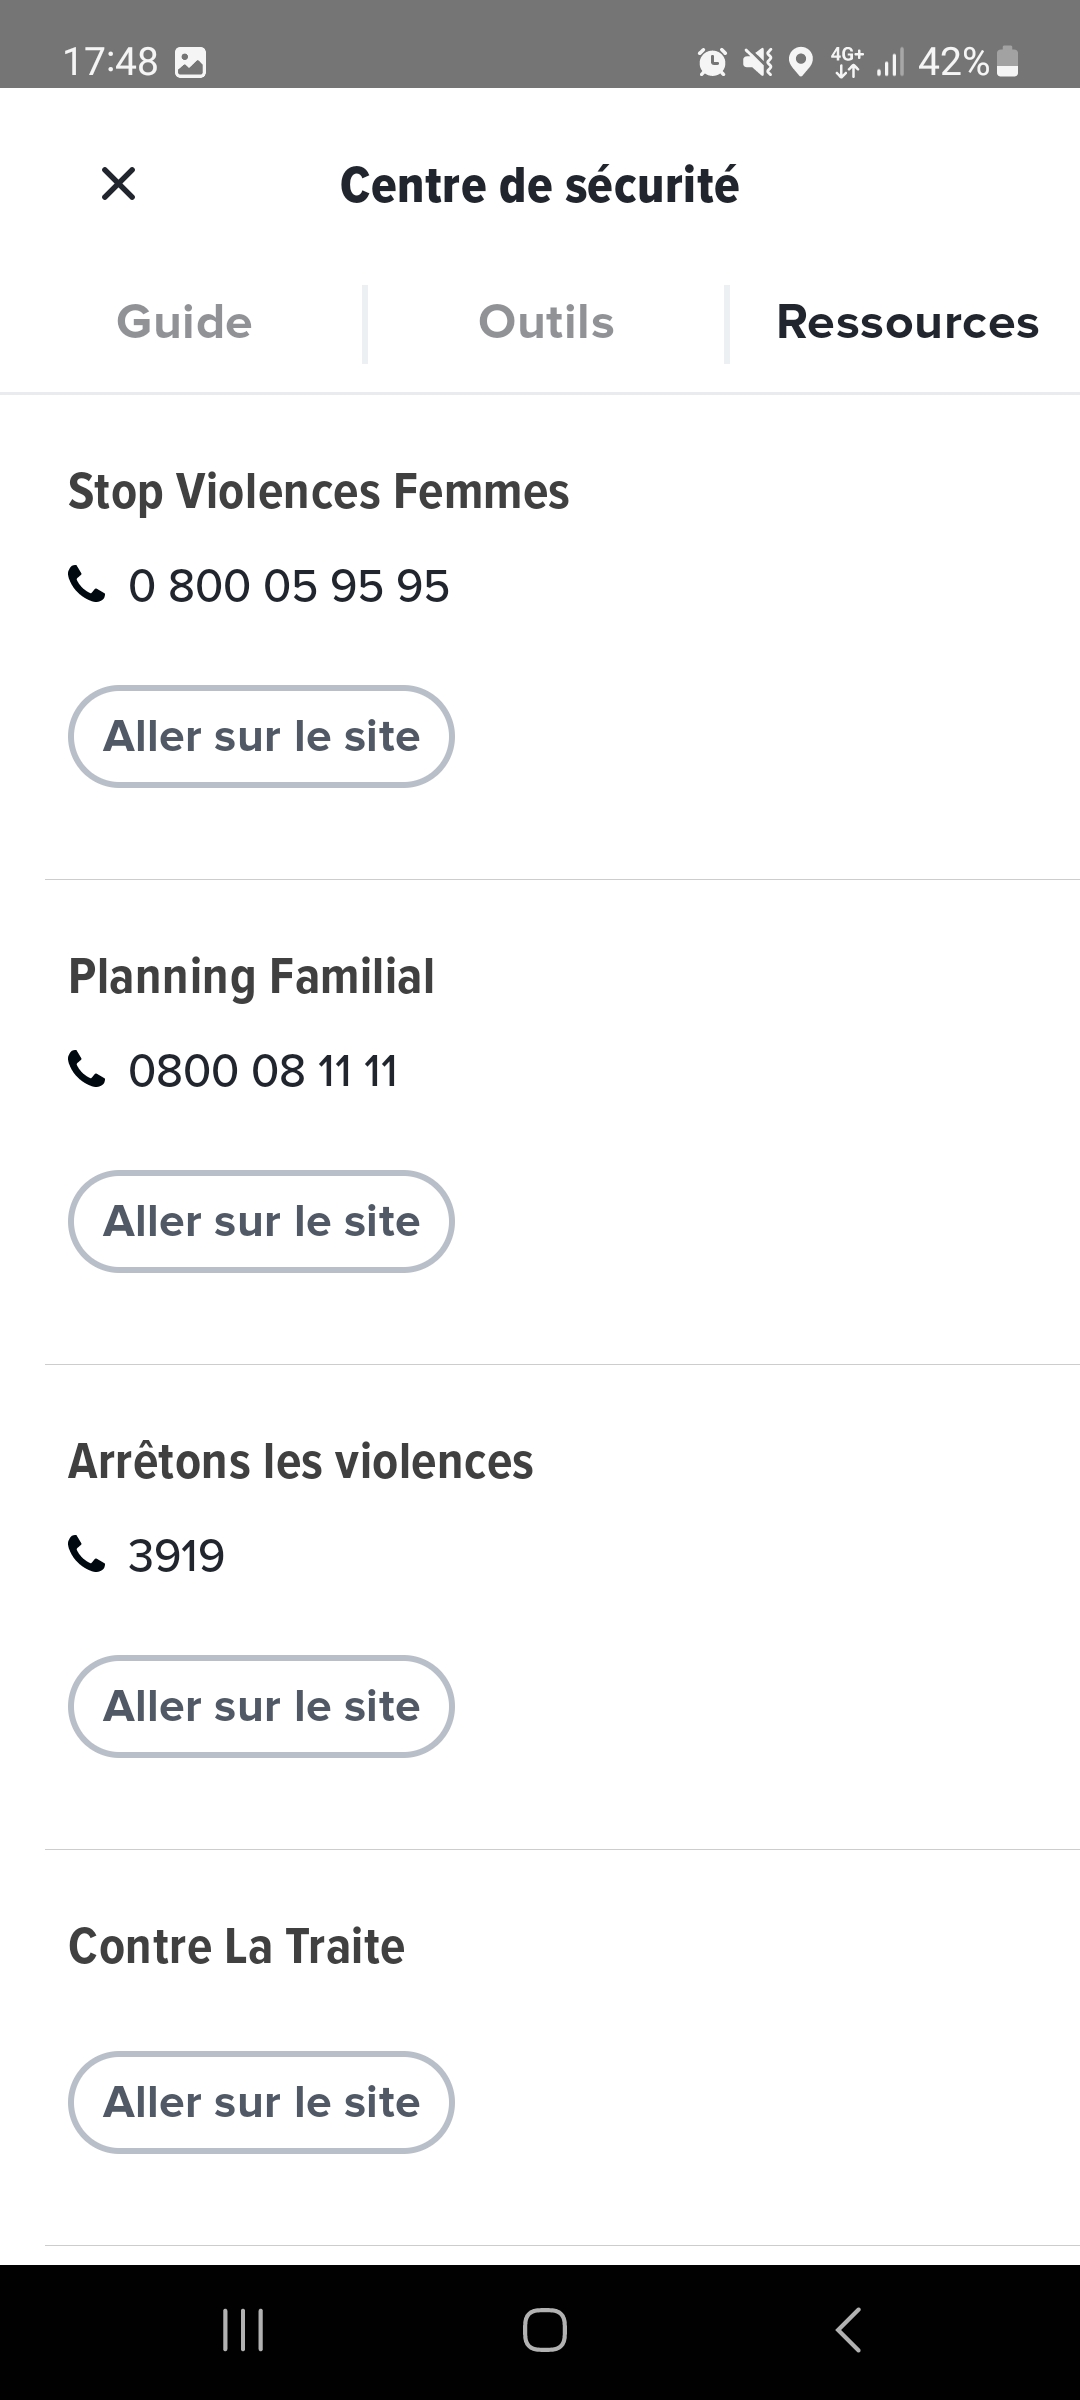 17:48
4G+
42%
Centre de sécurité
Guide
Outils
Ressources
Stop Violences Femmes
0 800 05 95 95
Aller sur le site
Planning Familial
0800 08 11 11
Aller sur le site
Arrêtons les violences
3919
Aller sur le site
Contre La Traite
Aller sur le site